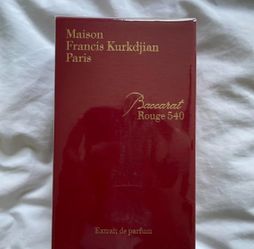 Maison
Francis Kurkdjian
Paris
Baccarat
Rouge 540
Extrait de parfum